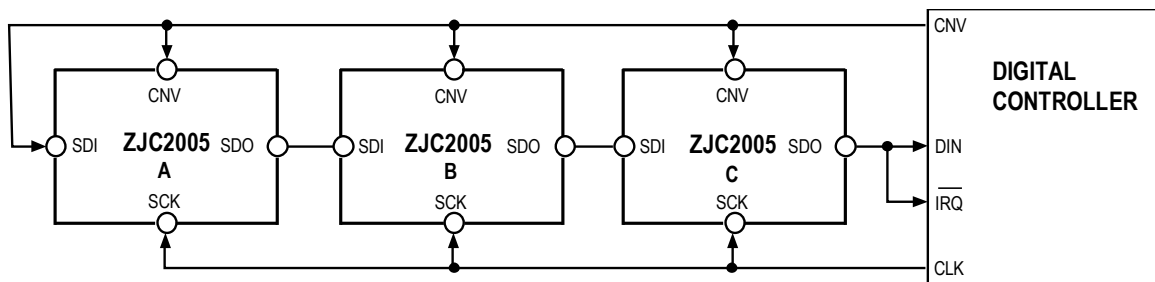 CNV
DIGITAL
CONTROLLER
CNV
CNV
CNV
SDI
ZJC2005
A
SDO
SDI
ZJC2005
B
SDO
SDI
ZJC2005
C
SDO
DIN
SCK
SCK
SCK
IRQ
CLK